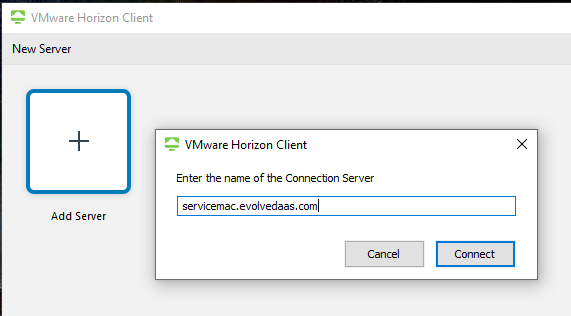 VMware Horizon Client
New Server
Add Server
VMware Horizon Client
Enter the name of the Connection Server
servicemac.evolvedaas.com
Cancel
Connect